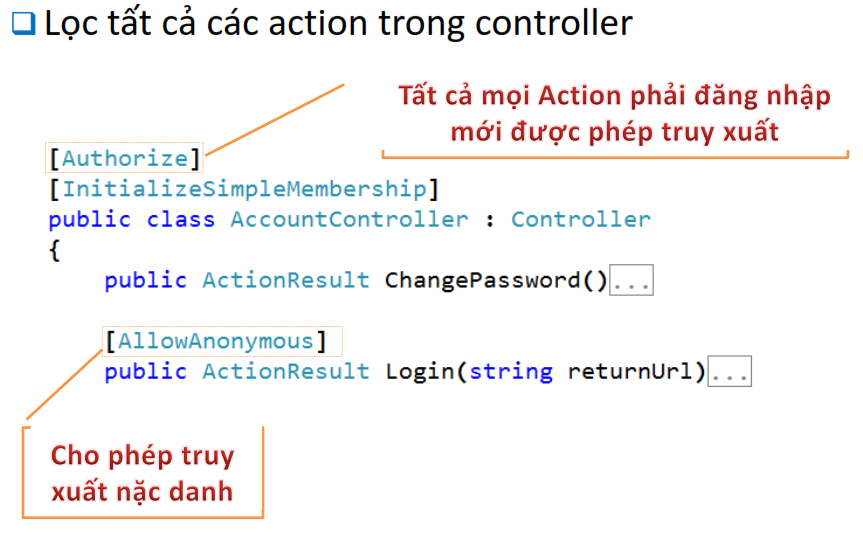 Lọc tất cả các action trong controller
Tất cả mọi Action phải đăng nhập
mới được phép truy xuất
[Authorize]
[InitializeSimpleMembership]
public class AccountController : Controller
{
public ActionResult ChangePassword()...
[AllowAnonymous]
public ActionResult Login(string returnUrl)...
Cho phép truy
xuất nặc danh